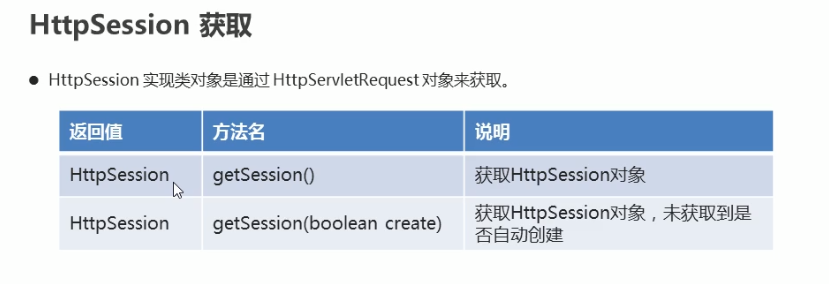 HttpSession 获取
● HttpSession 实现类对象是通过 HttpServletRequest 对象来获取。
返回值 方法名 说明
HttpSession getSession() 获取HttpSession对象
HttpSession getSession(boolean create) 获取HttpSession对象，未获取到是
否自动创建